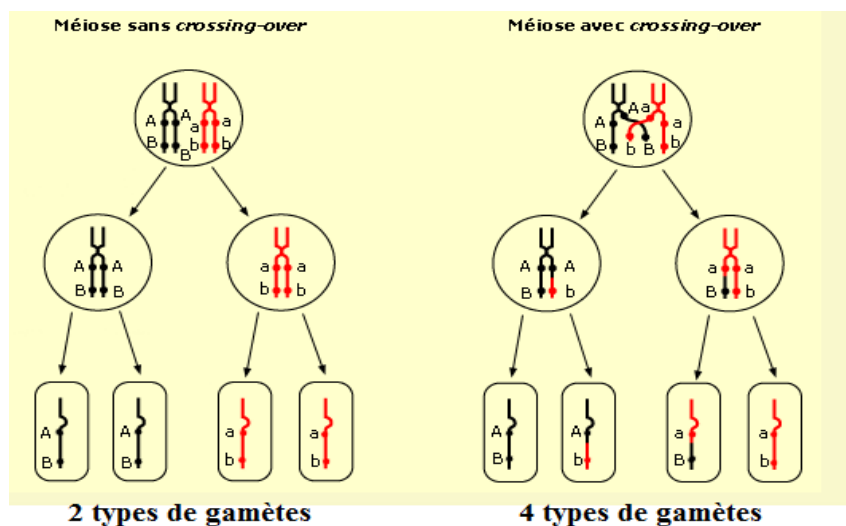 Méiose sans crossing-over
A A a a
B B b b
A A
B B
a a
b b
A
B
A
B
a
b
a
b
2 types de gamètes
Méiose avec crossing-over
A A a a
B b B b
A A
B b
a a
B b
A
B
A
b
a
B
a
b
4 types de gamètes